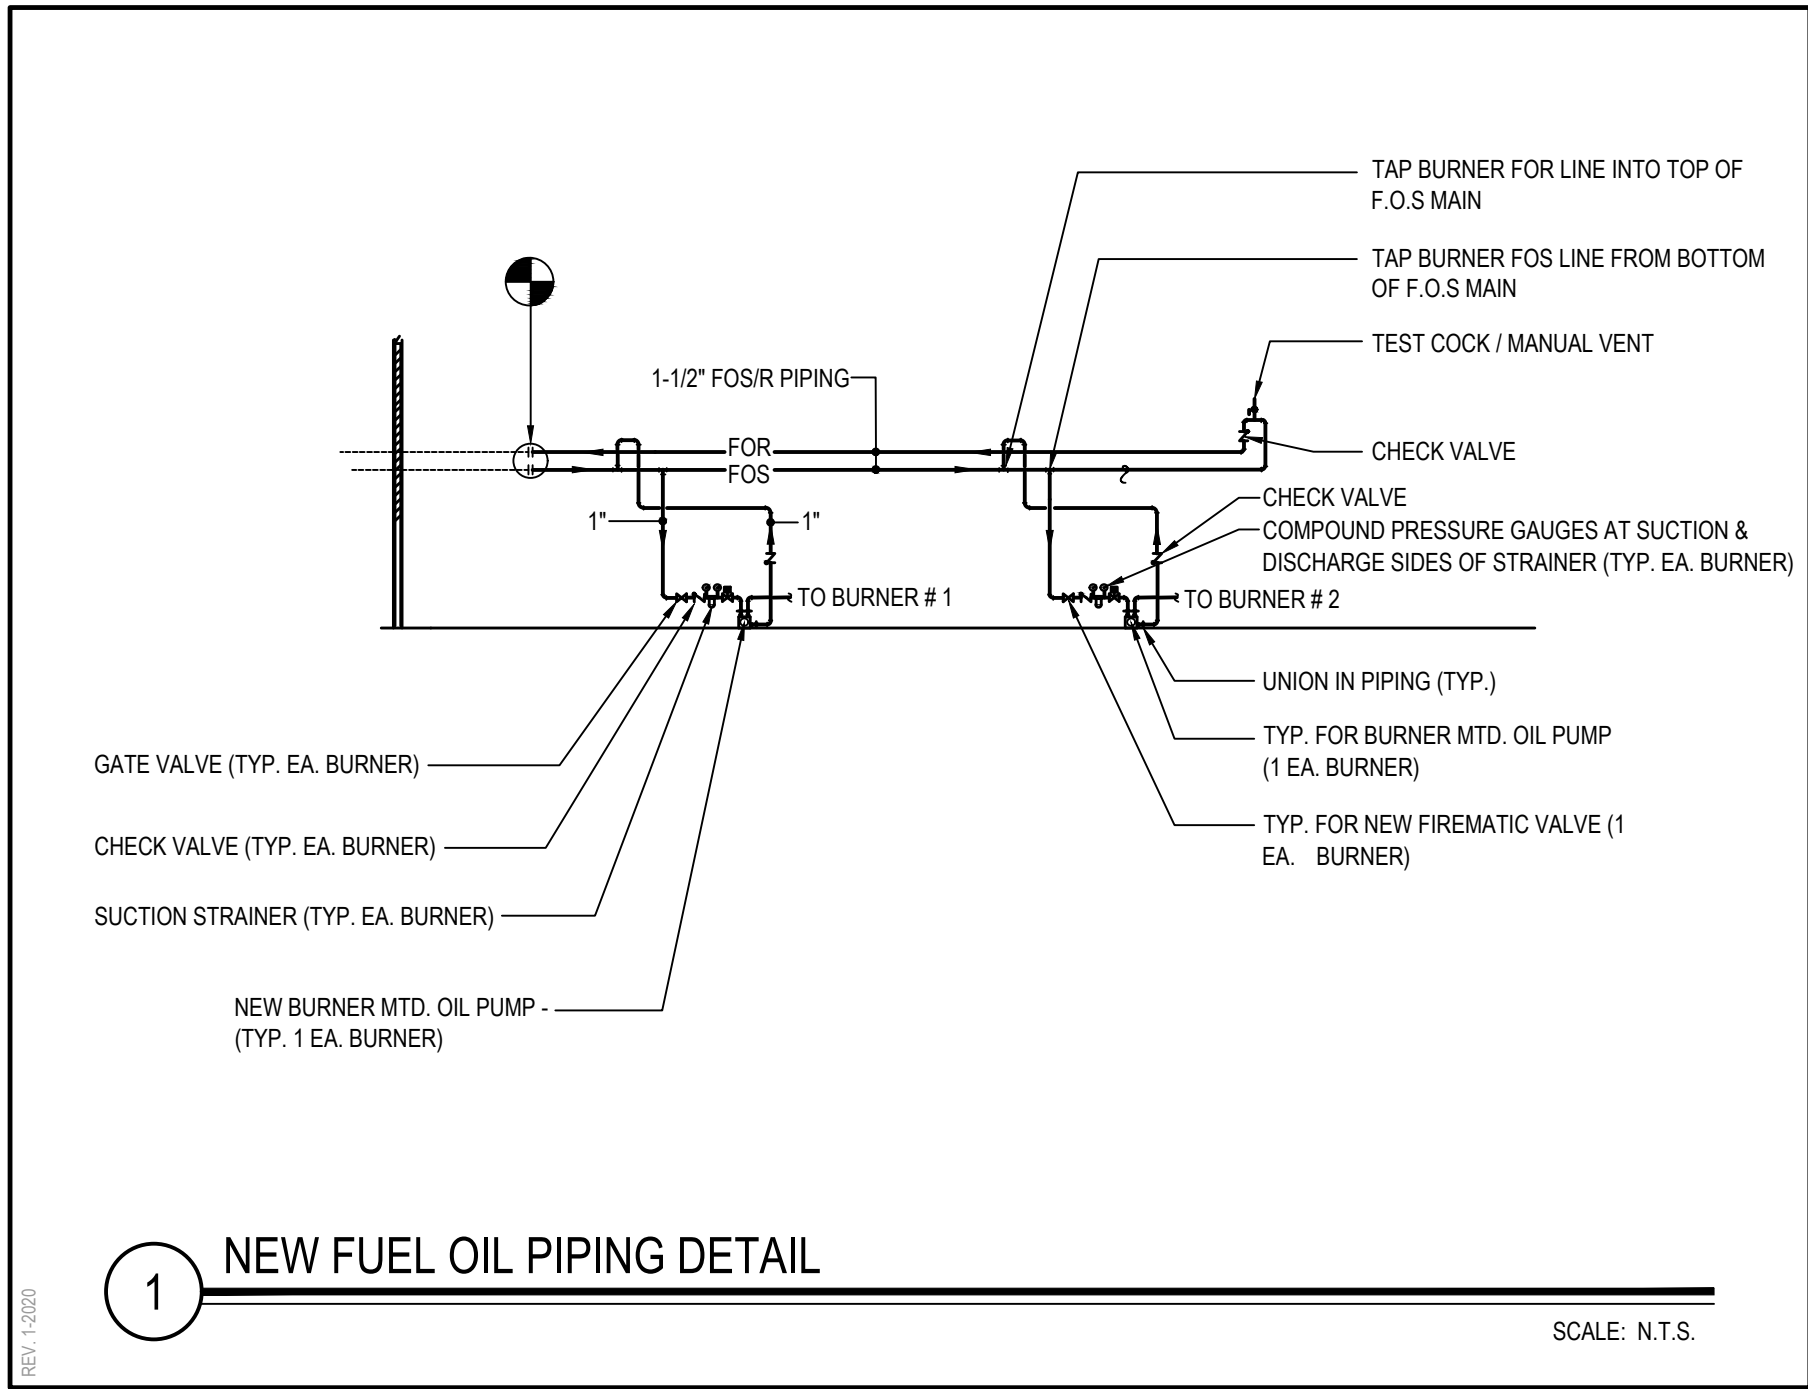 TAP BURNER FOR LINE INTO TOP OF
F.O.S MAIN
TAP BURNER FOS LINE FROM BOTTOM
OF F.O.S MAIN
TEST COCK / MANUAL VENT
1-1/2" FOS/R PIPING
FOR
FOS
CHECK VALVE
CHECK VALVE
COMPOUND PRESSURE GAUGES AT SUCTION &
DISCHARGE SIDES OF STRAINER (TYP. EA. BURNER)
1"
1"
TO BURNER # 1
TO BURNER # 2
UNION IN PIPING (TYP.)
TYP. FOR BURNER MTD. OIL PUMP
(1 EA. BURNER)
GATE VALVE (TYP. EA. BURNER)
TYP. FOR NEW FIREMATIC VALVE (1
EA. BURNER)
CHECK VALVE (TYP. EA. BURNER)
SUCTION STRAINER (TYP. EA. BURNER)
NEW BURNER MTD. OIL PUMP -
(TYP. 1 EA. BURNER)
1
NEW FUEL OIL PIPING DETAIL
SCALE: N.T.S.
REV. 1-2020